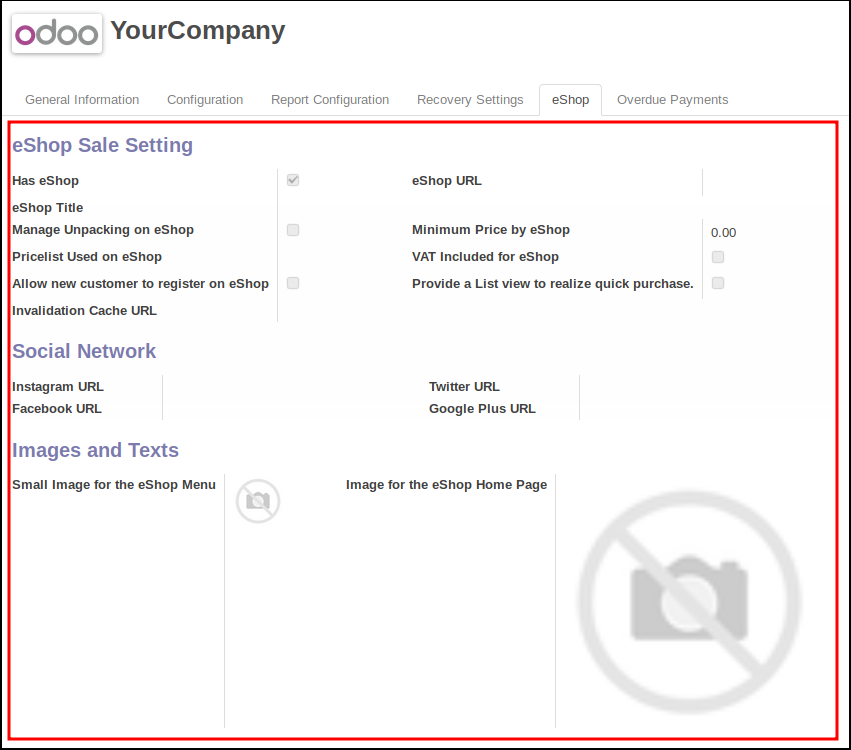 odoo YourCompany
General Information Configuration Report Configuration Recovery Settings eShop Overdue Payments
eShop Sale Setting
Has eShop eShop URL
eShop Title
Manage Unpacking on eShop Minimum Price by eShop 0.00
Pricelist Used on eShop VAT Included for eShop
Allow new customer to register on eShop Provide a List view to realize quick purchase.
Invalidation Cache URL
Social Network
Instagram URL Twitter URL
Facebook URL Google Plus URL
Images and Texts
Small Image for the eShop Menu Image for the eShop Home Page